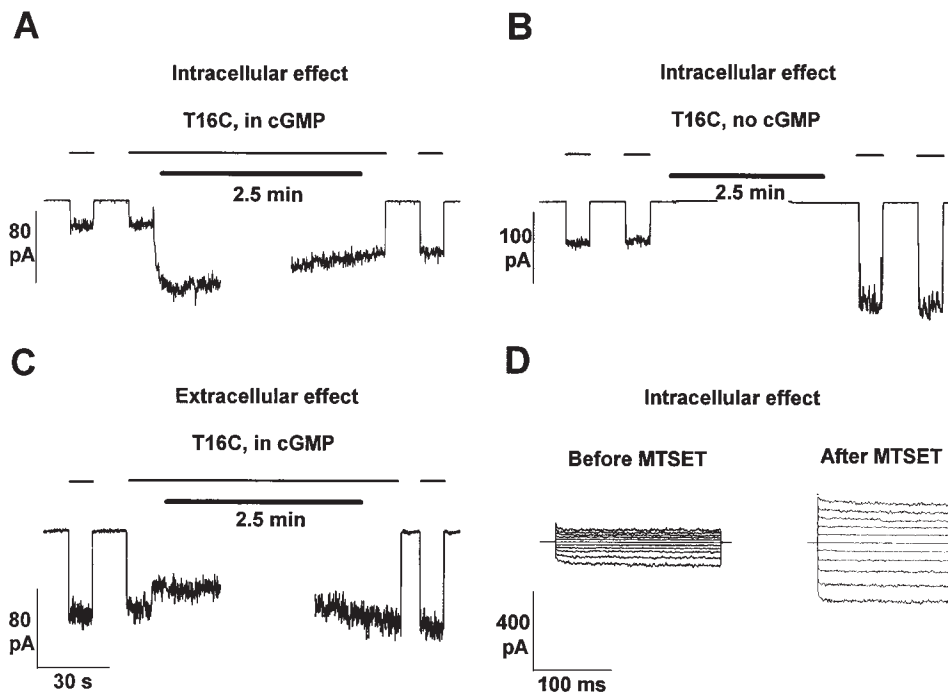 A
Intracellular effect
T16C, in cGMP
2.5 min
80
pA
B
Intracellular effect
T16C, no cGMP
2.5 min
100
pA
C
Extracellular effect
T16C, in cGMP
2.5 min
80
pA
30 s
D
Intracellular effect
Before MTSET
After MTSET
400
pA
100 ms